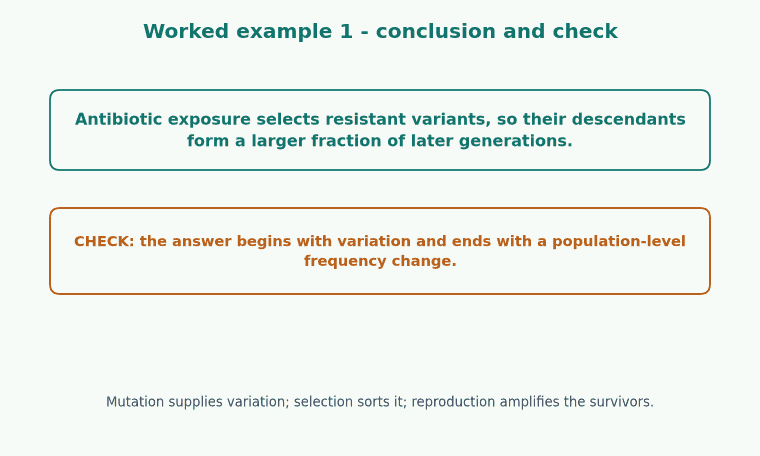 Worked example 1 - conclusion and check
Antibiotic exposure selects resistant variants, so their descendants
form a larger fraction of later generations.
CHECK: the answer begins with variation and ends with a population-level
frequency change.
Mutation supplies variation; selection sorts it; reproduction amplifies the survivors.